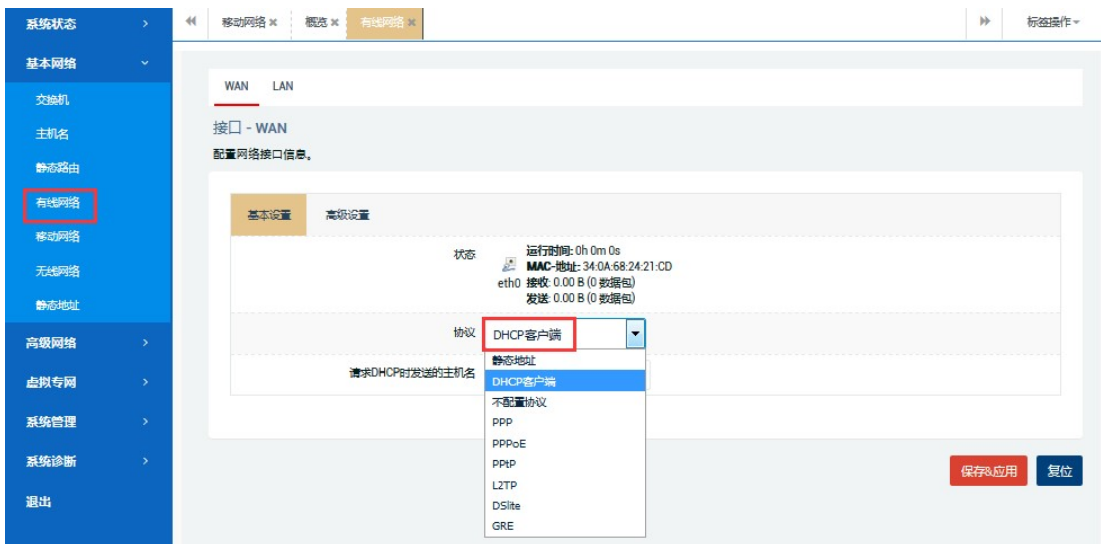 系统状态
基本网络
交换机
主机名
静态路由
有线网络
移动网络
无线网络
静态地址
高级网络
虚拟专网
系统管理
系统诊断
退出
移动网络 × 概览 × 有线网络 × 标签操作
WAN LAN
接口 - WAN
配置网络接口信息。
基本设置 高级设置
状态
eth0
运行时间: 0h 0m 0s
MAC-地址: 34:0A:68:24:21:CD
接收: 0.00 B (0 数据包)
发送: 0.00 B (0 数据包)
协议 DHCP客户端
请求DHCP时发送的主机名
静态地址
DHCP客户端
不配置协议
PPP
PPPoE
PPtP
L2TP
DSlite
GRE
保存&应用 复位